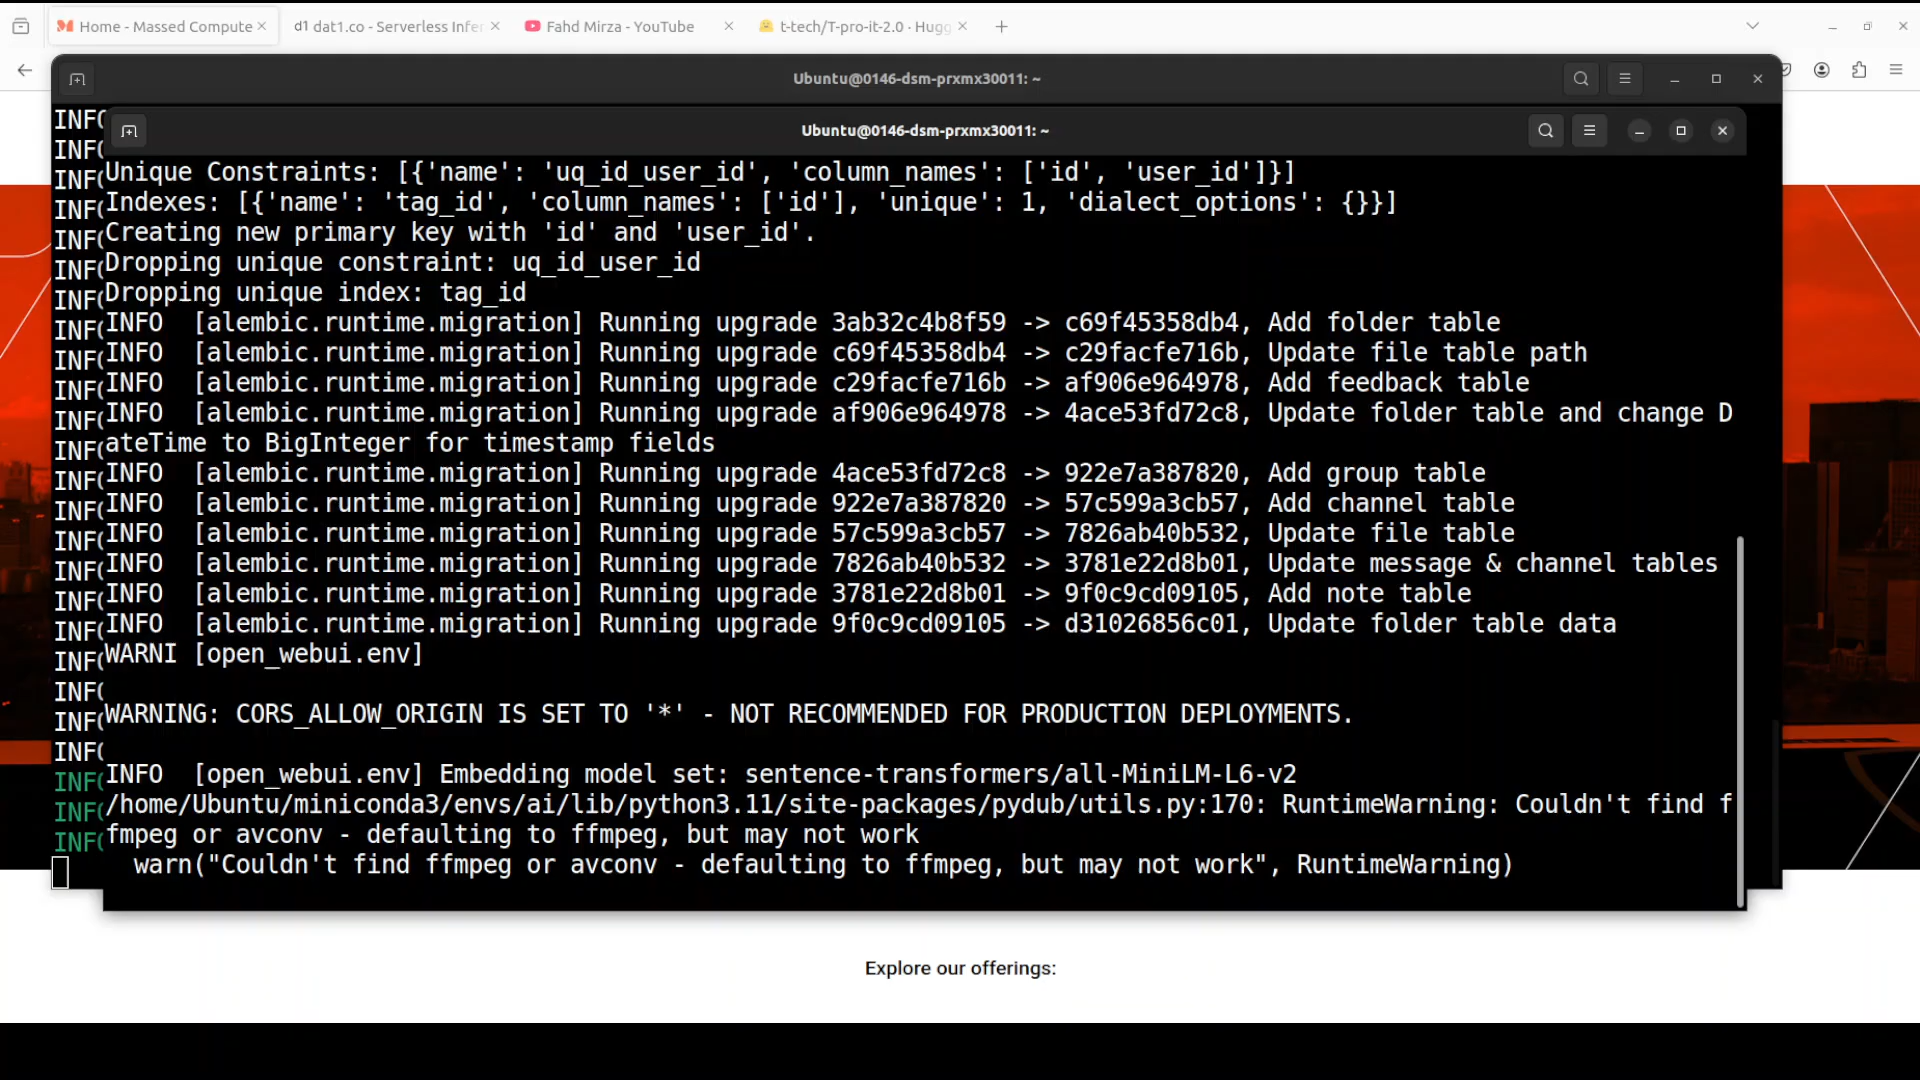 Home - Massed Compute
dat1.co - Serverless Infer
Fahd Mirza - YouTube
t-tech/T-pro-it-2.0 · Hugg
Ubuntu@0146-dsm-prxmx30011: ~
Ubuntu@0146-dsm-prxmx30011: ~
Unique Constraints: [{'name': 'uq_id_user_id', 'column_names': ['id', 'user_id']}]
Indexes: [{'name': 'tag_id', 'column_names': ['id'], 'unique': 1, 'dialect_options': {}}]
Creating new primary key with 'id' and 'user_id'.
Dropping unique constraint: uq_id_user_id
Dropping unique index: tag_id
INFO  [alembic.runtime.migration] Running upgrade 3ab32c4b8f59 -> c69f45358db4, Add folder table
INFO  [alembic.runtime.migration] Running upgrade c69f45358db4 -> c29facfe716b, Update file table path
INFO  [alembic.runtime.migration] Running upgrade c29facfe716b -> af906e964978, Add feedback table
INFO  [alembic.runtime.migration] Running upgrade af906e964978 -> 4ace53fd72c8, Update folder table and change D
ateTime to BigInteger for timestamp fields
INFO  [alembic.runtime.migration] Running upgrade 4ace53fd72c8 -> 922e7a387820, Add group table
INFO  [alembic.runtime.migration] Running upgrade 922e7a387820 -> 57c599a3cb57, Add channel table
INFO  [alembic.runtime.migration] Running upgrade 57c599a3cb57 -> 7826ab40b532, Update file table
INFO  [alembic.runtime.migration] Running upgrade 7826ab40b532 -> 3781e22d8b01, Update message & channel tables
INFO  [alembic.runtime.migration] Running upgrade 3781e22d8b01 -> 9f0c9cd09105, Add note table
INFO  [alembic.runtime.migration] Running upgrade 9f0c9cd09105 -> d31026856c01, Update folder table data
WARNI [open_webui.env]
WARNING: CORS_ALLOW_ORIGIN IS SET TO '*' - NOT RECOMMENDED FOR PRODUCTION DEPLOYMENTS.
INFO  [open_webui.env] Embedding model set: sentence-transformers/all-MiniLM-L6-v2
/home/Ubuntu/miniconda3/envs/ai/lib/python3.11/site-packages/pydub/utils.py:170: RuntimeWarning: Couldn't find f
fmpeg or avconv - defaulting to ffmpeg, but may not work
  warn("Couldn't find ffmpeg or avconv - defaulting to ffmpeg, but may not work", RuntimeWarning)
Explore our offerings: